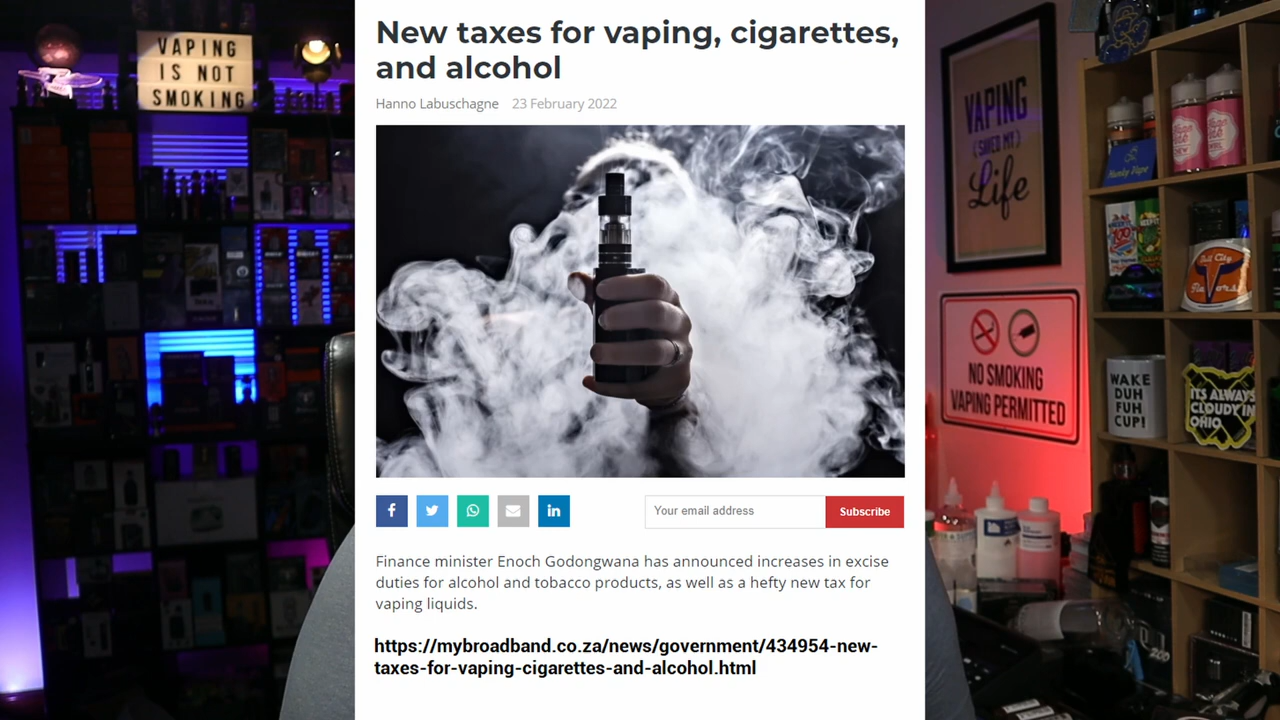 New taxes for vaping, cigarettes,
and alcohol
Hanno Labuschagne 23 February 2022
Your email address
Subscribe
Finance minister Enoch Godongwana has announced increases in excise
duties for alcohol and tobacco products, as well as a hefty new tax for
vaping liquids.
https://mybroadband.co.za/news/government/434954-new-
taxes-for-vaping-cigarettes-and-alcohol.html
VAPING
IS NOT
SMOKING
VAPING
(SAVED MY)
Life
NO SMOKING
VAPING PERMITTED
WAKE
DUH
FUH
CUP!
ITS ALWAYS
CLOUDY IN
OHIO